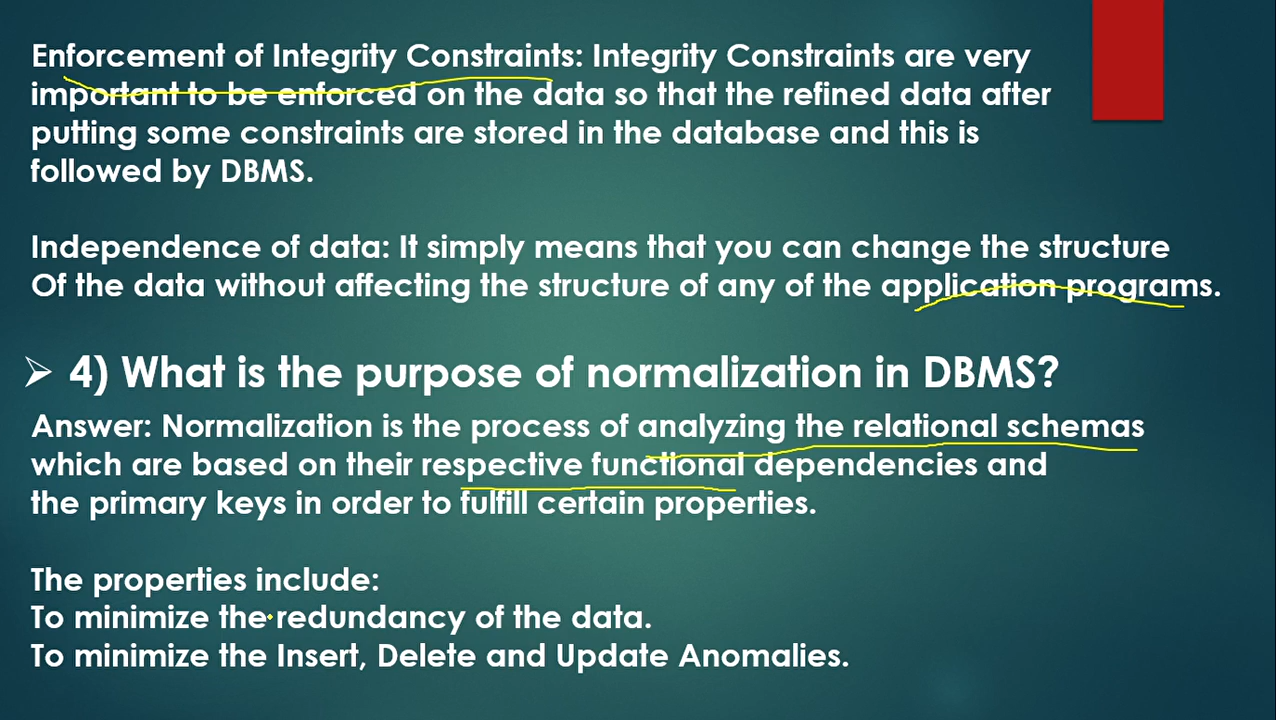 Enforcement of Integrity Constraints: Integrity Constraints are very
important to be enforced on the data so that the refined data after
putting some constraints are stored in the database and this is
followed by DBMS.
Independence of data: It simply means that you can change the structure
Of the data without affecting the structure of any of the application programs.
➢ 4) What is the purpose of normalization in DBMS?
Answer: Normalization is the process of analyzing the relational schemas
which are based on their respective functional dependencies and
the primary keys in order to fulfill certain properties.
The properties include:
To minimize the redundancy of the data.
To minimize the Insert, Delete and Update Anomalies.